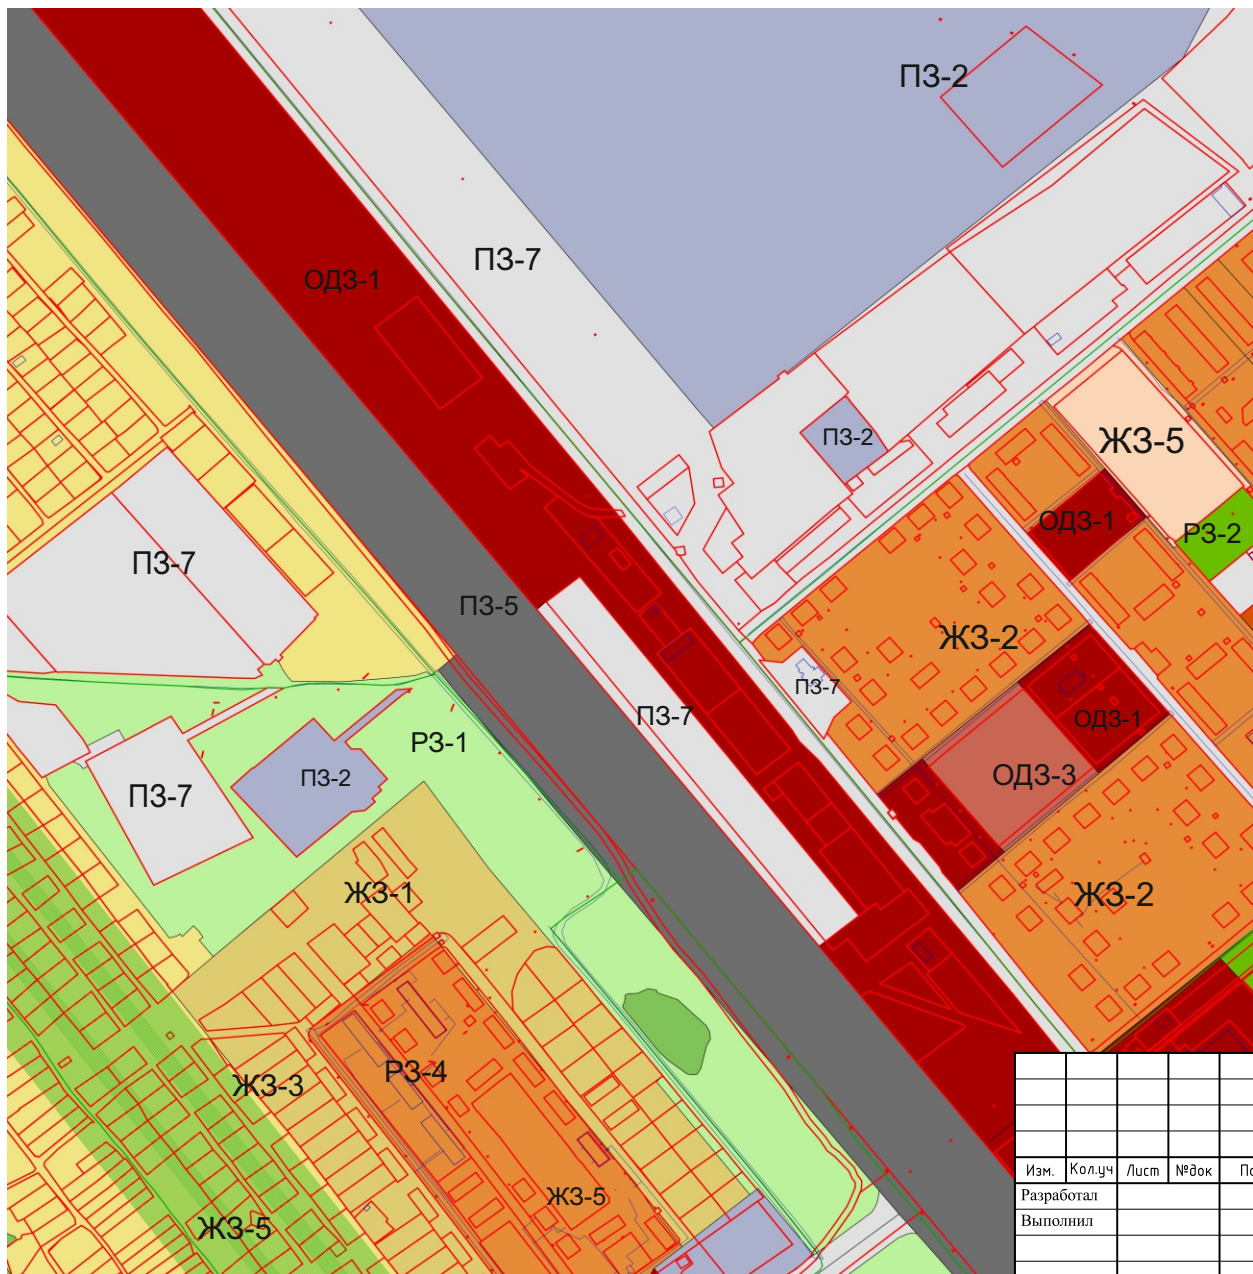 ПЗ-2
ПЗ-7
ОДЗ-1
ПЗ-2
ЖЗ-5
ОДЗ-1
РЗ-2
ПЗ-7
ПЗ-5
ЖЗ-2
ПЗ-7
ПЗ-7
ОДЗ-1
РЗ-1
ПЗ-2
ОДЗ-3
ПЗ-7
ЖЗ-1
ЖЗ-2
РЗ-4
ЖЗ-3
ЖЗ-5
ЖЗ-5
Изм. Кол.уч Лист №док
Разработал
Выполнил